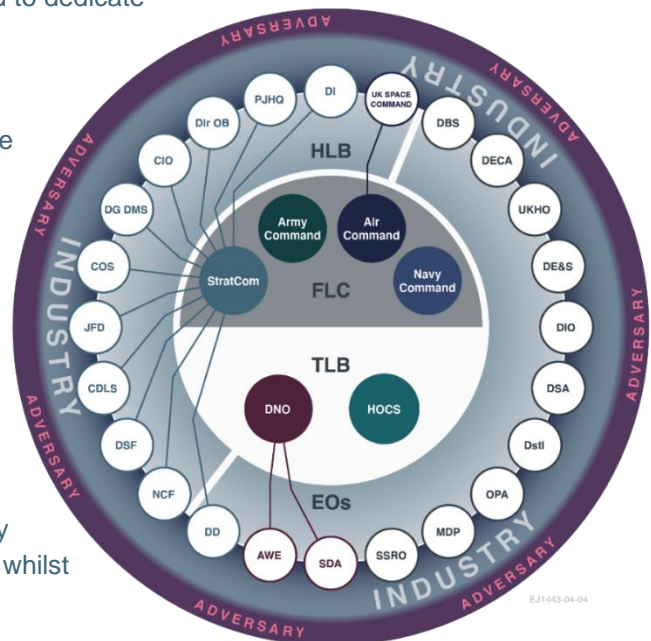 d to dedicate
e
y
whilst
ADVERSARY
ADVERSARY
ADVERSARY
ADVERSARY
ADVERSARY
ADVERSARY
ADVERSARY
INDUSTRY
INDUSTRY
INDUSTRY
DI
UK SPACE
COMMAND
DBS
DECA
UKHO
DE&S
DIO
DSA
Dstl
OPA
MDP
SSRO
SDA
AWE
DD
NCF
DSF
CDLS
JFD
COS
DG DMS
CIO
Dir OB
PJHQ
HLB
Army
Command
Air
Command
StratCom
Navy
Command
FLC
TLB
DNO
HOCS
EOs
EJ1443-04-04